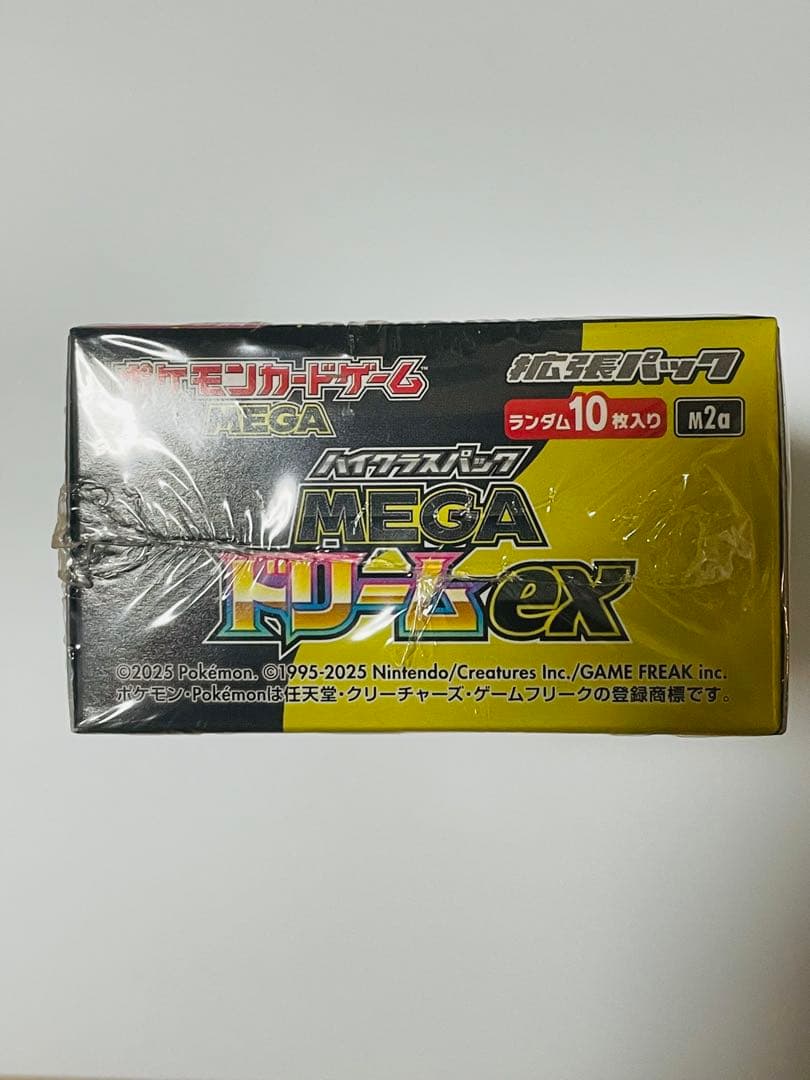 ポケモンカードゲーム™
MEGA
拡張パック
ランダム10枚入り
M2a
ハイクラスパック
MEGA
ドリームex
©2025 Pokémon. ©1995-2025 Nintendo/Creatures Inc./GAME FREAK inc.
ポケモン・Pokémonは任天堂・クリーチャーズ・ゲームフリークの登録商標です。